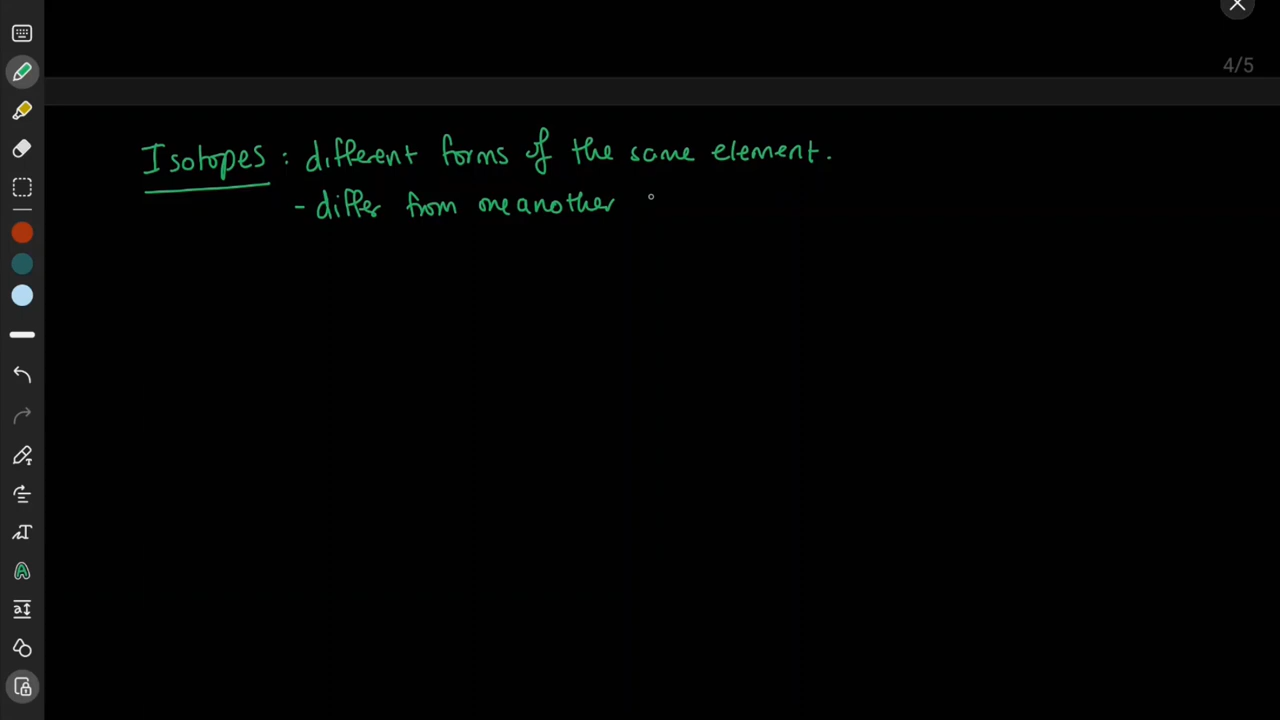 4/5
Isotopes : different forms of the same element.
- differ from one another